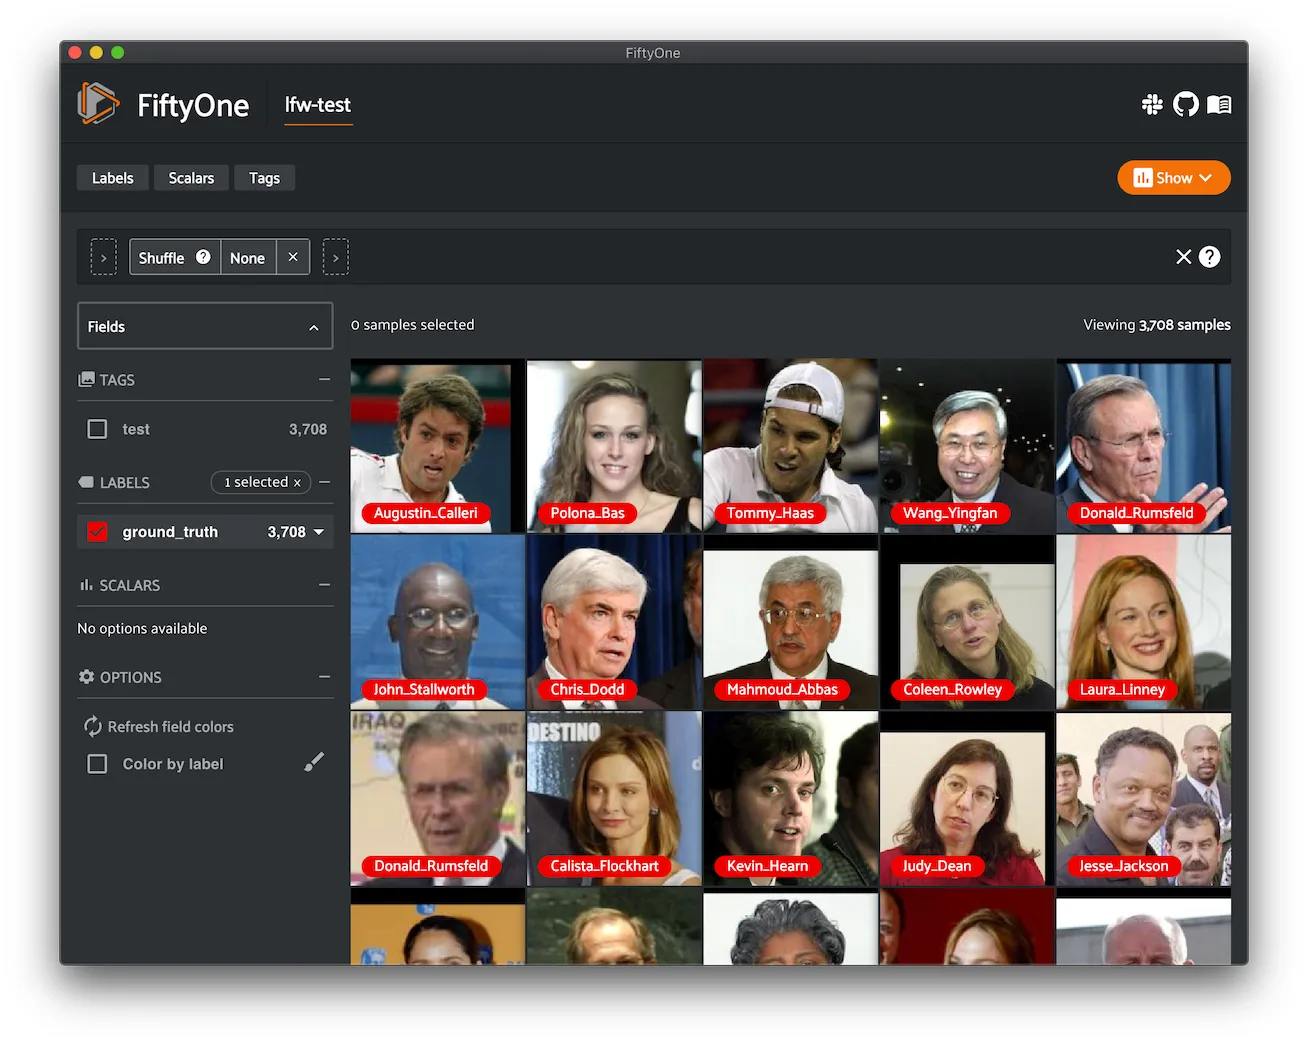 FiftyOne
FiftyOne
lfw-test
Labels
Scalars
Tags
Show
Shuffle ? None ×
?
Fields
0 samples selected
Viewing 3,708 samples
TAGS
test 3,708
LABELS
1 selected ×
ground_truth 3,708
SCALARS
No options available
OPTIONS
Refresh field colors
Color by label
Augustin_Calleri
Polona_Bas
Tommy_Haas
Wang_Yingfan
Donald_Rumsfeld
John_Stallworth
Chris_Dodd
Mahmoud_Abbas
Coleen_Rowley
Laura_Linney
IRAQ
DESTINO
Donald_Rumsfeld
Calista_Flockhart
Kevin_Hearn
Judy_Dean
Jesse_Jackson